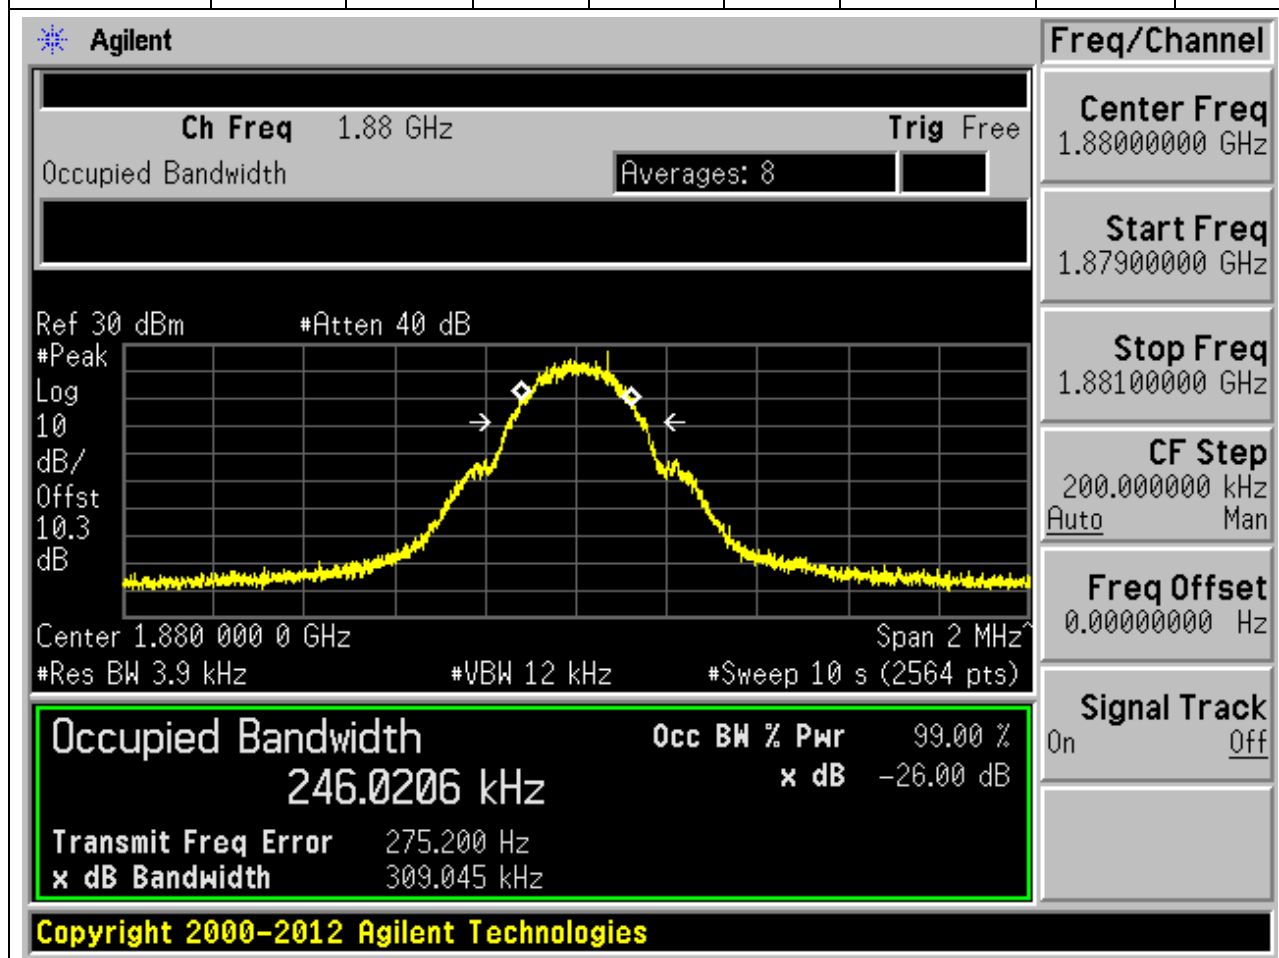 Agilent
Freq/Channel
Ch Freq 1.88 GHz Trig Free
Occupied Bandwidth Averages: 8
Center Freq
1.88000000 GHz
Start Freq
1.87900000 GHz
Stop Freq
1.88100000 GHz
CF Step
200.000000 kHz
Auto Man
Freq Offset
0.00000000 Hz
Signal Track
On Off
Ref 30 dBm #Atten 40 dB
#Peak
Log
10
dB/
Offst
10.3
dB
Center 1.880 000 0 GHz Span 2 MHz^
#Res BW 3.9 kHz #VBW 12 kHz #Sweep 10 s (2564 pts)
Occupied Bandwidth Occ BW % Pwr 99.00 %
246.0206 kHz x dB -26.00 dB
Transmit Freq Error 275.200 Hz
x dB Bandwidth 309.045 kHz
Copyright 2000-2012 Agilent Technologies